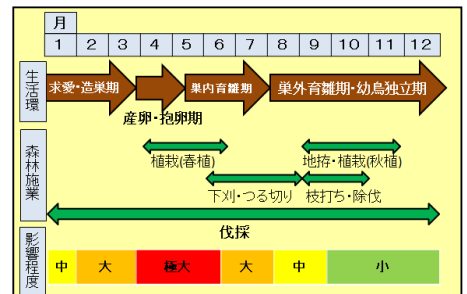 月
1 2 3 4 5 6 7 8 9 10 11 12
生活環
求愛・造巣期
産卵・抱卵期
巣内育雛期
巣外育雛期・幼鳥独立期
森林施業
植栽(春植)
地拵・植栽(秋植)
下刈・つる切り
枝打ち・除伐
伐採
影響程度
中 大 極大 大 中 小